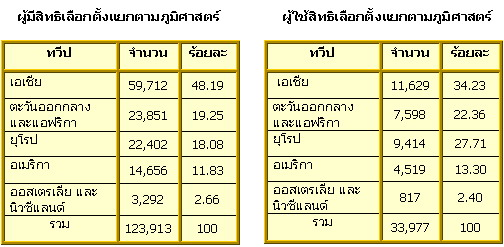 ผู้มีสิทธิเลือกตั้งแยกตามภูมิศาสตร์
ทวีป จำนวน ร้อยละ
เอเชีย 59,712 48.19
ตะวันออกกลาง
และแอฟริกา 23,851 19.25
ยุโรป 22,402 18.08
อเมริกา 14,656 11.83
ออสเตรเลีย และ
นิวซีแลนด์ 3,292 2.66
รวม 123,913 100
ผู้ใช้สิทธิเลือกตั้งแยกตามภูมิศาสตร์
ทวีป จำนวน ร้อยละ
เอเชีย 11,629 34.23
ตะวันออกกลาง
และแอฟริกา 7,598 22.36
ยุโรป 9,414 27.71
อเมริกา 4,519 13.30
ออสเตรเลีย และ
นิวซีแลนด์ 817 2.40
รวม 33,977 100